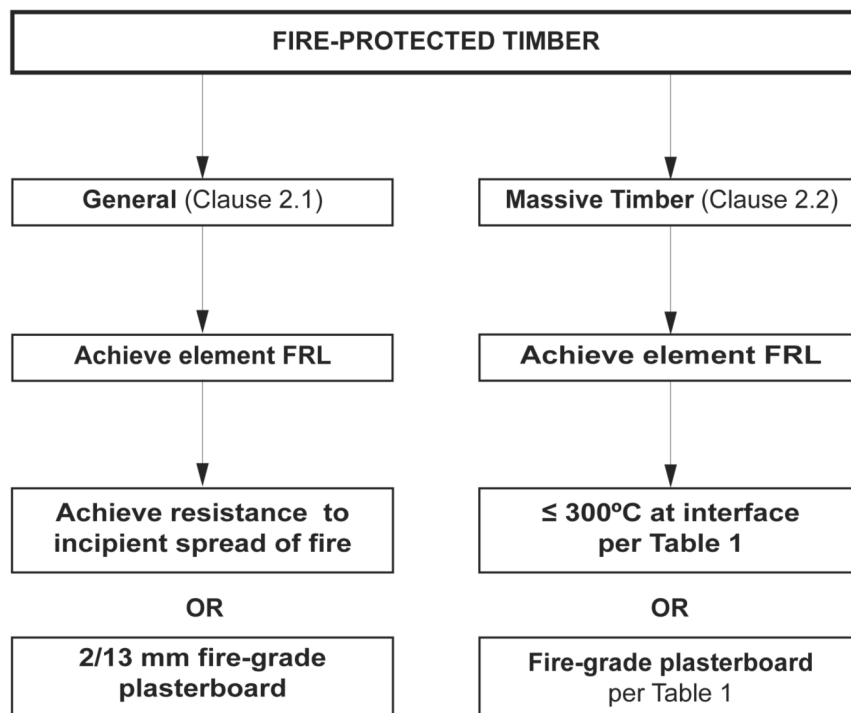 FIRE-PROTECTED TIMBER
General (Clause 2.1)
Massive Timber (Clause 2.2)
Achieve element FRL
Achieve element FRL
Achieve resistance to
incipient spread of fire
≤ 300ºC at interface
per Table 1
OR
OR
2/13 mm fire-grade
plasterboard
Fire-grade plasterboard
per Table 1